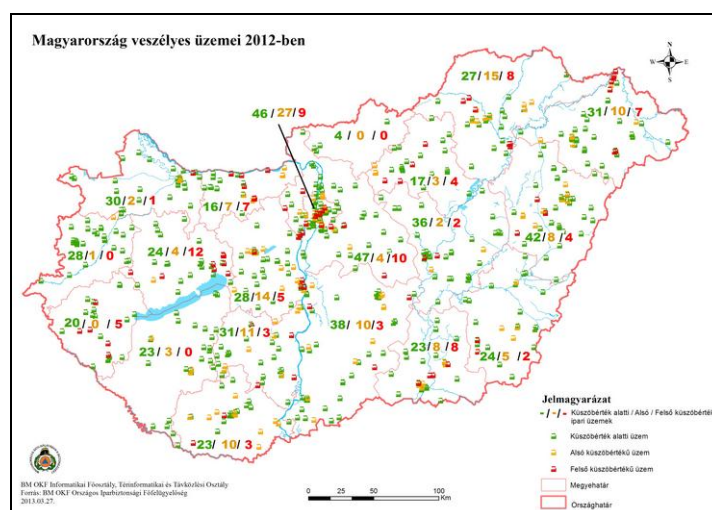 Magyarország veszélyes üzemei 2012-ben
N
W E
S
27/ 15/ 8
46 / 27/ 9
4 / 0 / 0
31/ 10 / 7
17 / 3 / 4
30/ 2 / 1
16 / 7 / 7
36 / 2 / 2
42 / 8 / 4
28/ 1 / 0
24 / 4 / 12
47/ 4 / 10
28 / 14/ 5
20 / 0 / 5
31/ 11 / 3
38/ 10/ 3
23 / 3 / 0
23/ 8 / 8
24/ 5 / 2
23/ 10 / 3
Jelmagyarázat
- / - / - Küszöbérték alatti / Alsó / Felső küszöbérté
ipari üzemek
Küszöbérték alatti üzem
Alsó küszöbértékű üzem
Felső küszöbértékű üzem
Megyehatár
Országhatár
BM OKF Informatikai Főosztály, Térinformatikai és Távközlési Osztály
Forrás: BM OKF Országos Iparbiztonsági Főfelügyelőség
2013.03.27.
0 25 50 100
Km